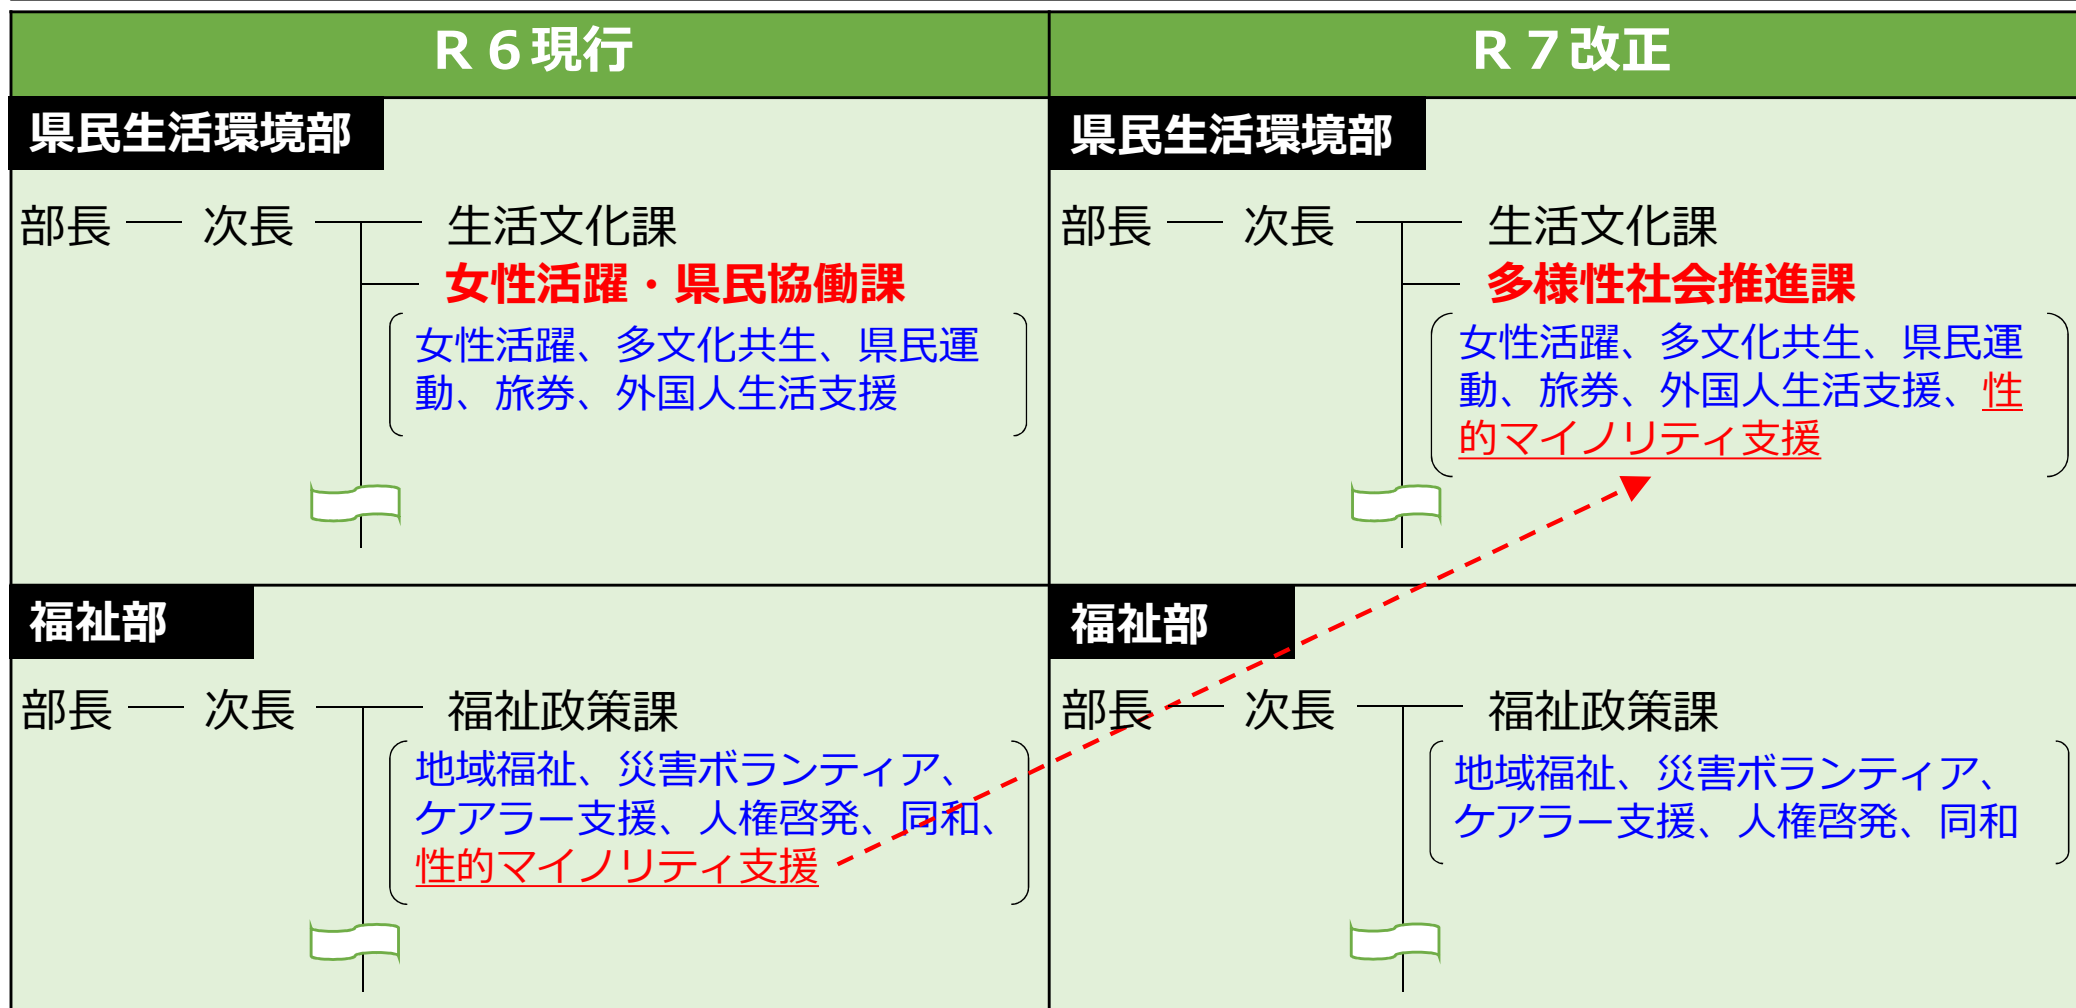 R６現行
県民生活環境部
部長 次長 生活文化課
女性活躍・県民協働課
女性活躍、多文化共生、県民運
動、旅券、外国人生活支援
福祉部
部長 次長 福祉政策課
地域福祉、災害ボランティア、
ケアラー支援、人権啓発、同和、
性的マイノリティ支援
R７改正
県民生活環境部
部長 次長 生活文化課
多様性社会推進課
女性活躍、多文化共生、県民運
動、旅券、外国人生活支援、性
的マイノリティ支援
福祉部
部長 次長 福祉政策課
地域福祉、災害ボランティア、
ケアラー支援、人権啓発、同和